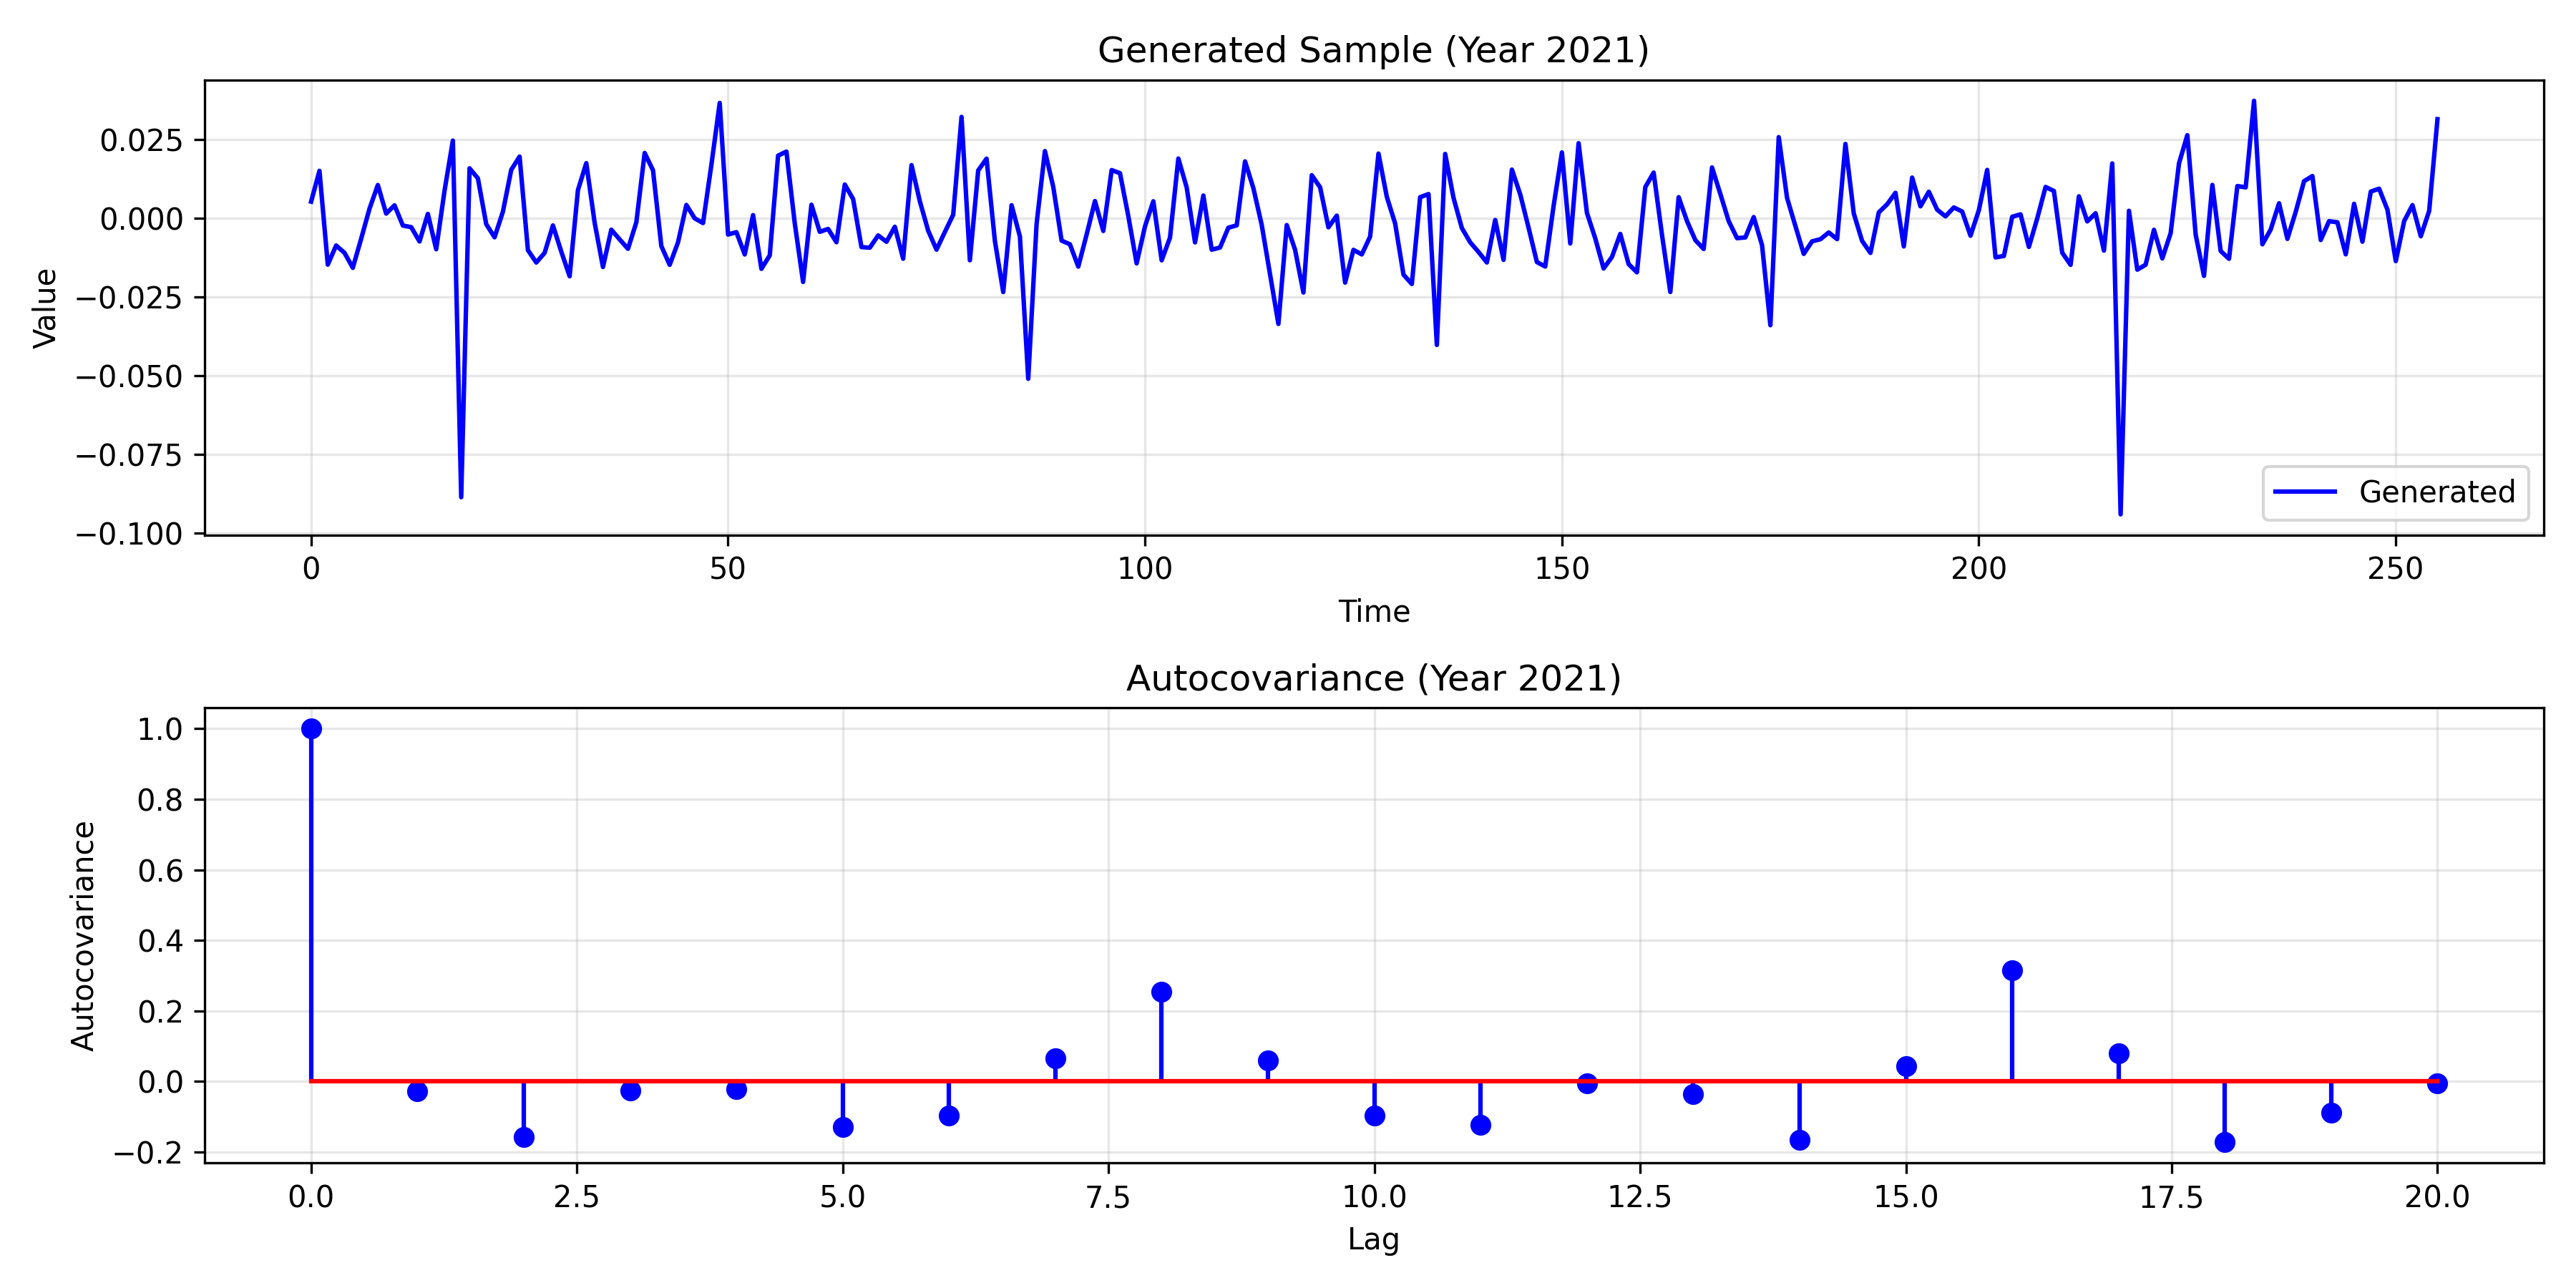 Generated Sample (Year 2021)
Value
0.025
0.000
−0.025
−0.050
−0.075
−0.100
Generated
0 50 100 150 200 250
Time
Autocovariance (Year 2021)
Autocovariance
1.0
0.8
0.6
0.4
0.2
0.0
−0.2
0.0 2.5 5.0 7.5 10.0 12.5 15.0 17.5 20.0
Lag